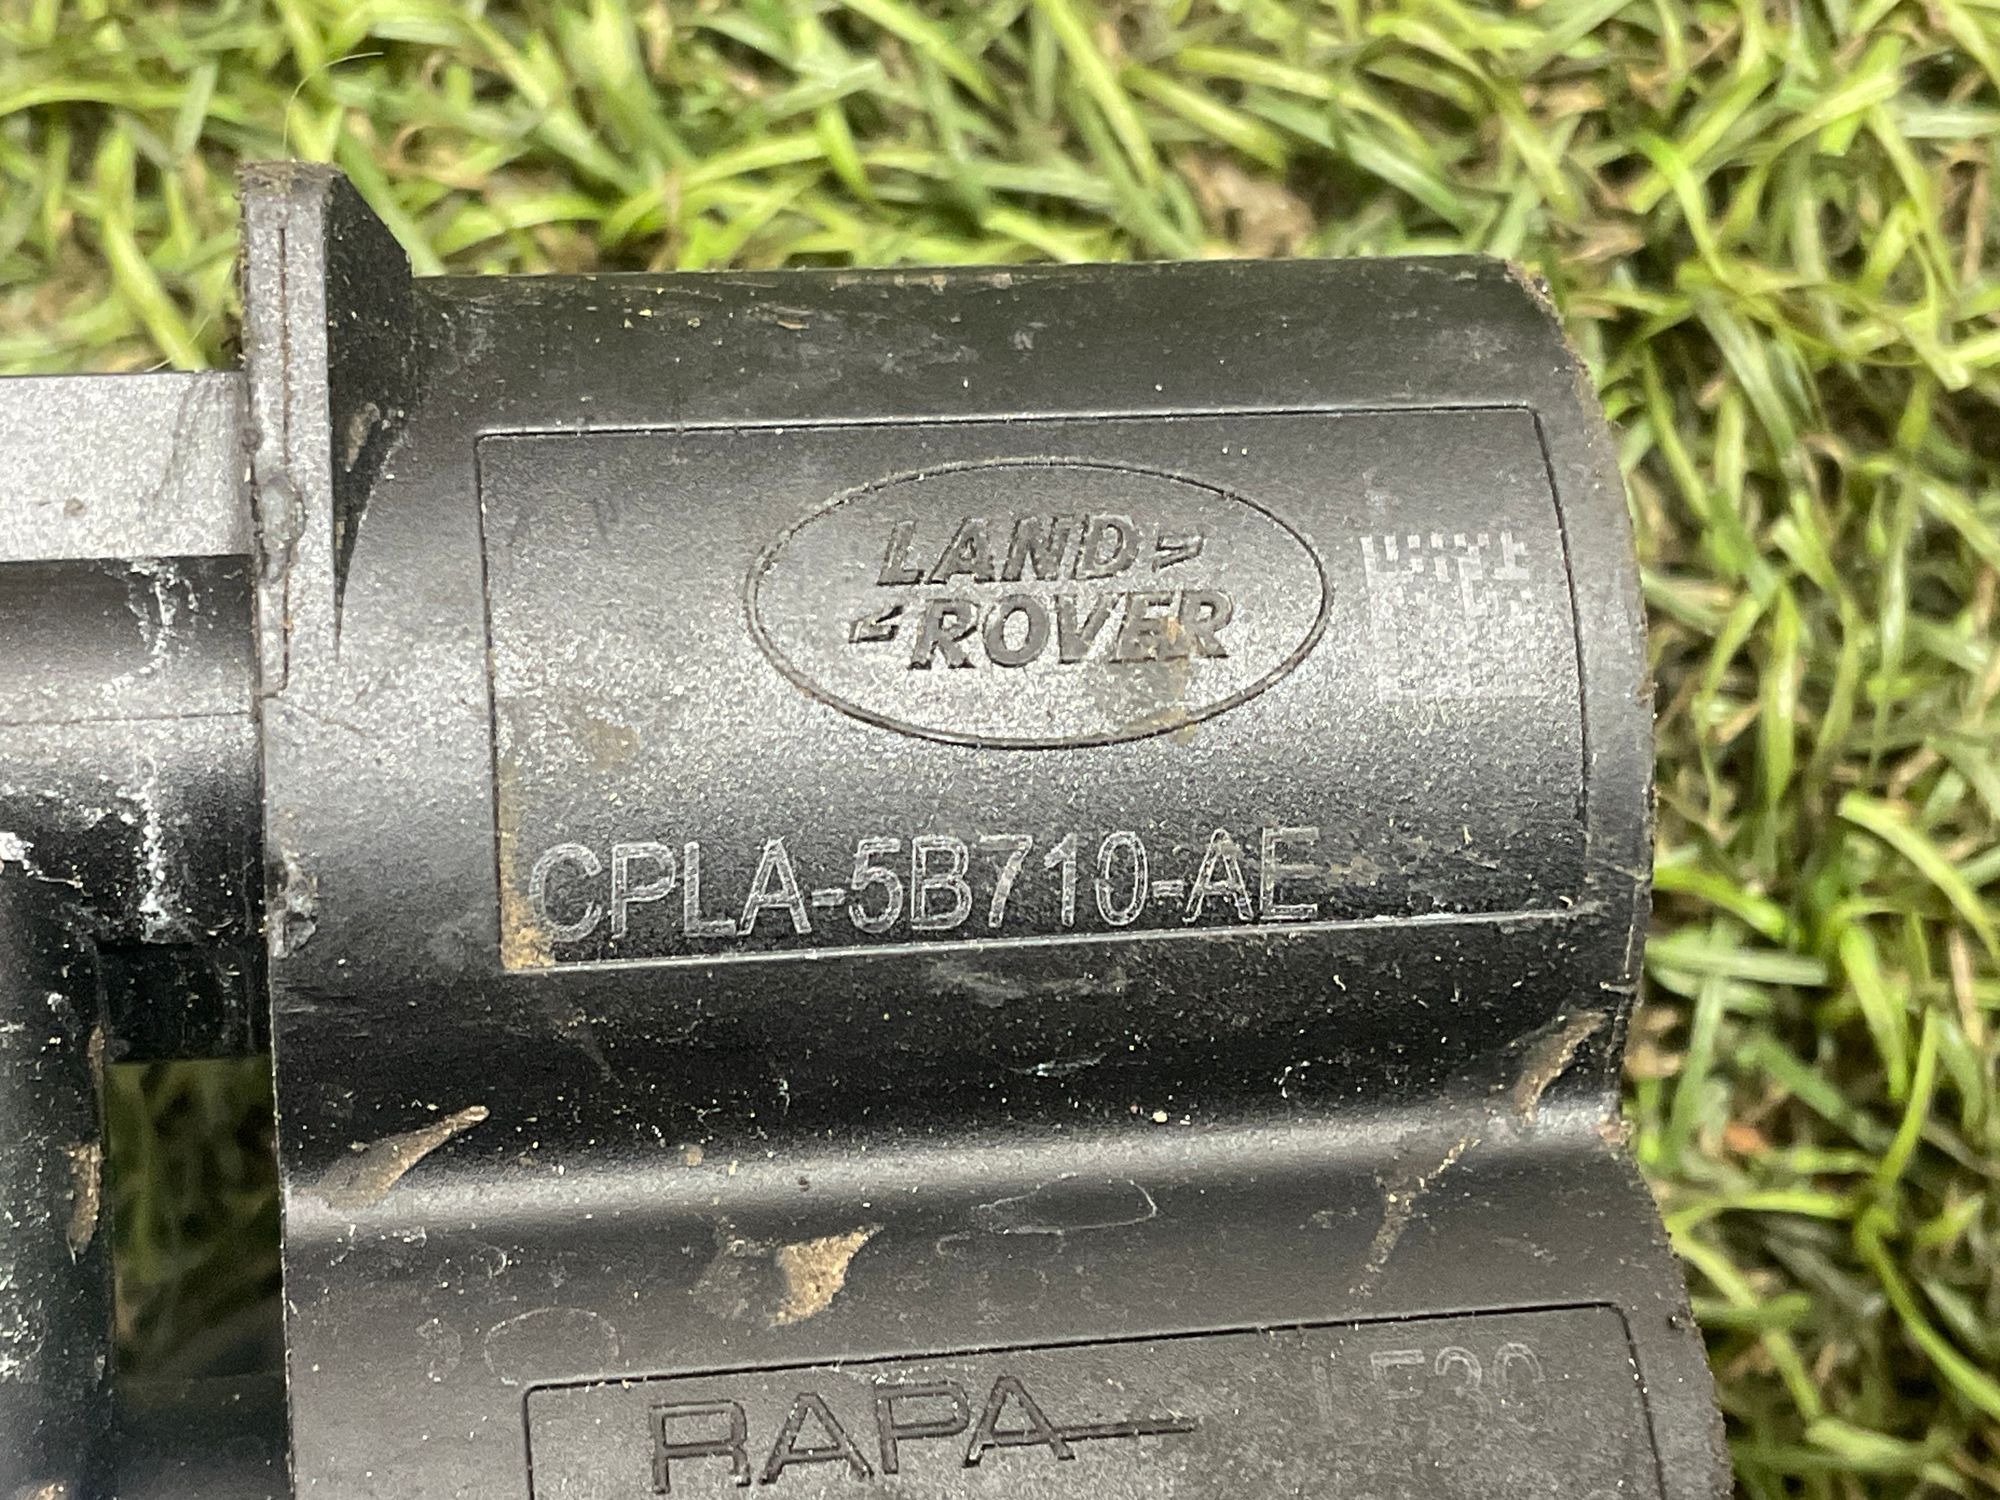 LAND
ROVER
CPLA-5B710-AE
RAPA